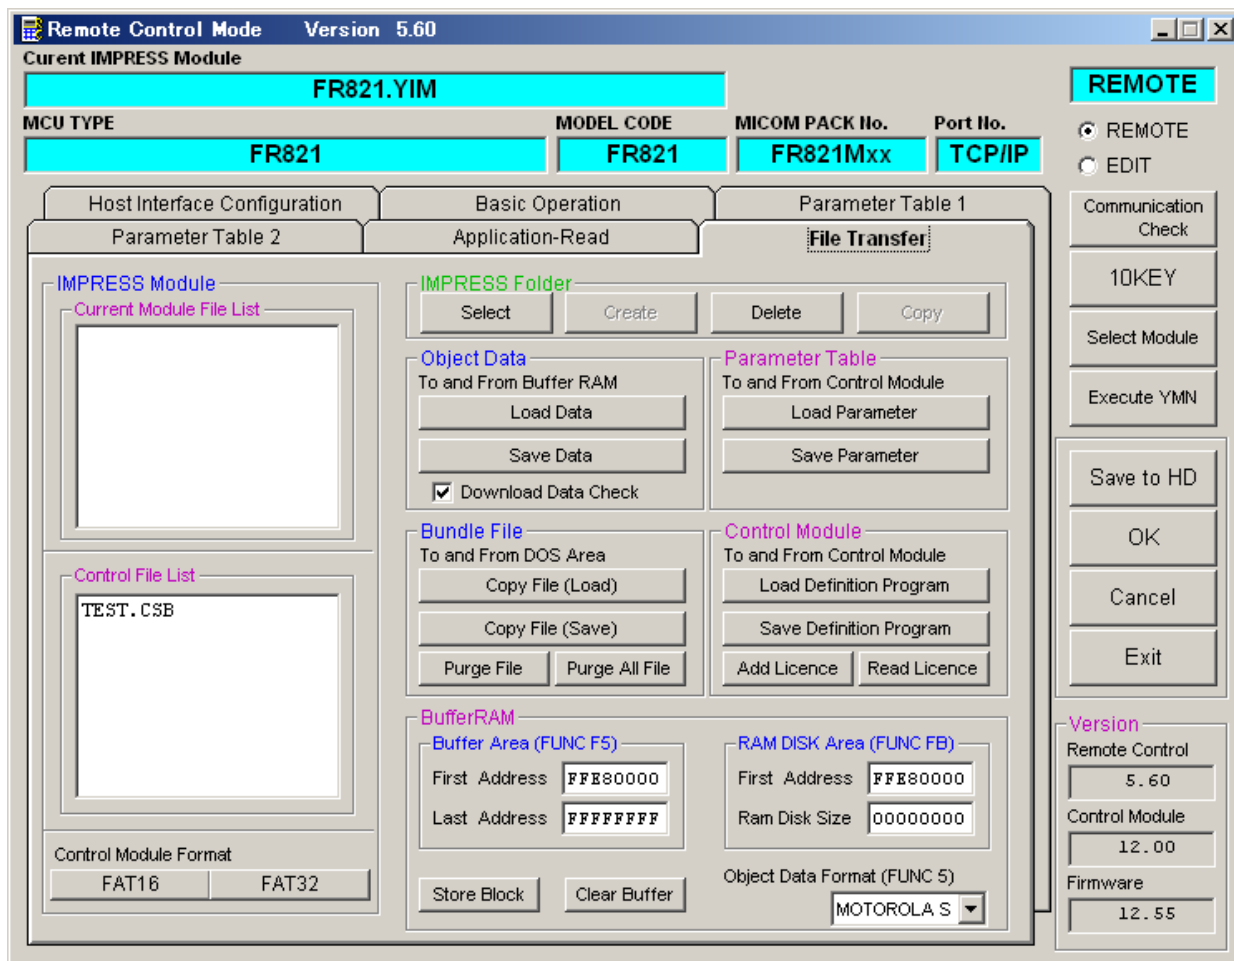 Remote Control Mode Version 5.60
Curent IMPRESS Module
FR821.YIM
REMOTE
MCU TYPE MODEL CODE MICOM PACK No. Port No.
FR821 FR821 FR821Mxx TCP/IP
REMOTE
EDIT
Host Interface Configuration Basic Operation Parameter Table 1
Parameter Table 2 Application-Read File Transfer
Communication
Check
10KEY
Select Module
Execute YMN
IMPRESS Module
Current Module File List
IMPRESS Folder
Select Create Delete Copy
Object Data
To and From Buffer RAM
Load Data
Save Data
Download Data Check
Parameter Table
To and From Control Module
Load Parameter
Save Parameter
Save to HD
OK
Cancel
Exit
Control File List
TEST.CSB
Bundle File
To and From DOS Area
Copy File (Load)
Copy File (Save)
Purge File Purge All File
Control Module
To and From Control Module
Load Definition Program
Save Definition Program
Add Licence Read Licence
BufferRAM
Buffer Area (FUNC F5)
First Address FFE80000
Last Address FFFFFFFF
RAM DISK Area (FUNC FB)
First Address FFE80000
Ram Disk Size 00000000
Control Module Format
FAT16 FAT32
Store Block Clear Buffer
Object Data Format (FUNC 5)
MOTOROLA S
Version
Remote Control
5.60
Control Module
12.00
Firmware
12.55